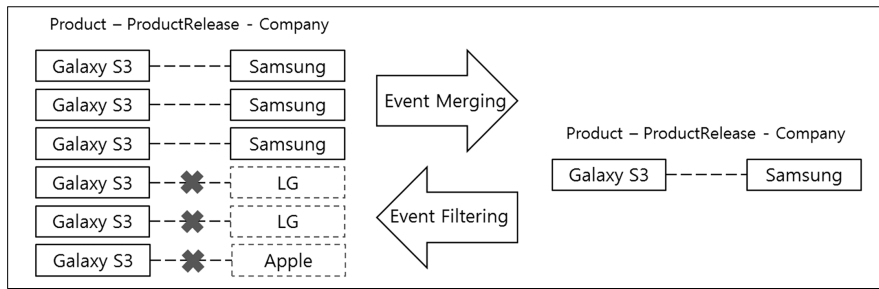 Product – ProductRelease - Company
Galaxy S3 Samsung
Galaxy S3 Samsung
Galaxy S3 Samsung
Galaxy S3 LG
Galaxy S3 LG
Galaxy S3 Apple
Event Merging
Event Filtering
Product – ProductRelease - Company
Galaxy S3 Samsung